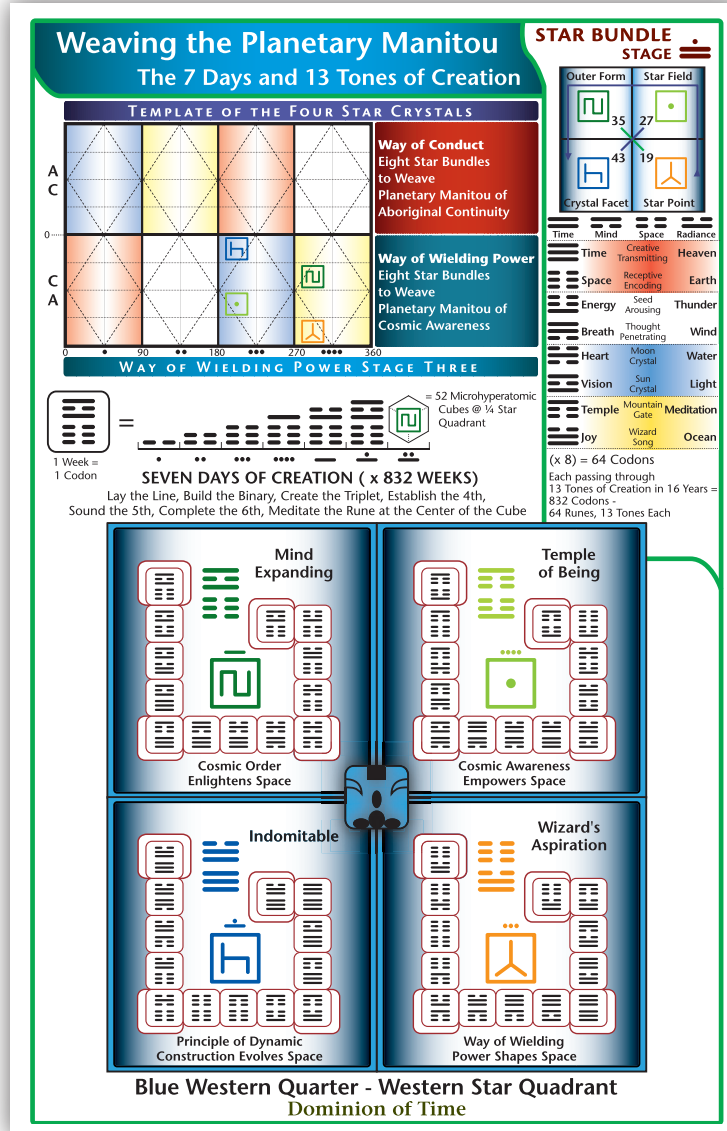 Weaving the Planetary Manitou
The 7 Days and 13 Tones of Creation
STAR BUNDLE
STAGE
Outer Form
Star Field
35
27
43
19
Crystal Facet
Star Point
TEMPLATE OF THE FOUR STAR CRYSTALS
A
C
0
C
A
Way of Conduct
Eight Star Bundles
to Weave
Planetary Manitou of
Aboriginal Continuity
Way of Wielding Power
Eight Star Bundles
to Weave
Planetary Manitou of
Cosmic Awareness
0 90 180 270 360
WAY OF WIELDING POWER STAGE THREE
Time Mind Space Radiance
Time Creative Transmitting Heaven
Space Receptive Encoding Earth
Energy Seed Arousing Thunder
Breath Thought Penetrating Wind
Heart Moon Crystal Water
Vision Sun Crystal Light
Temple Mountain Gate Meditation
Joy Wizard Song Ocean
(x 8) = 64 Codons
Each passing through
13 Tones of Creation in 16 Years =
832 Codons -
64 Runes, 13 Tones Each
1 Week =
1 Codon
=
= 52 Microhyperatomic
Cubes @ ¼ Star
Quadrant
SEVEN DAYS OF CREATION ( x 832 WEEKS)
Lay the Line, Build the Binary, Create the Triplet, Establish the 4th,
Sound the 5th, Complete the 6th, Meditate the Rune at the Center of the Cube
Mind
Expanding
Cosmic Order
Enlightens Space
Temple
of Being
Cosmic Awareness
Empowers Space
Indomitable
Principle of Dynamic
Construction Evolves Space
Wizard's
Aspiration
Way of Wielding
Power Shapes Space
Blue Western Quarter - Western Star Quadrant
Dominion of Time